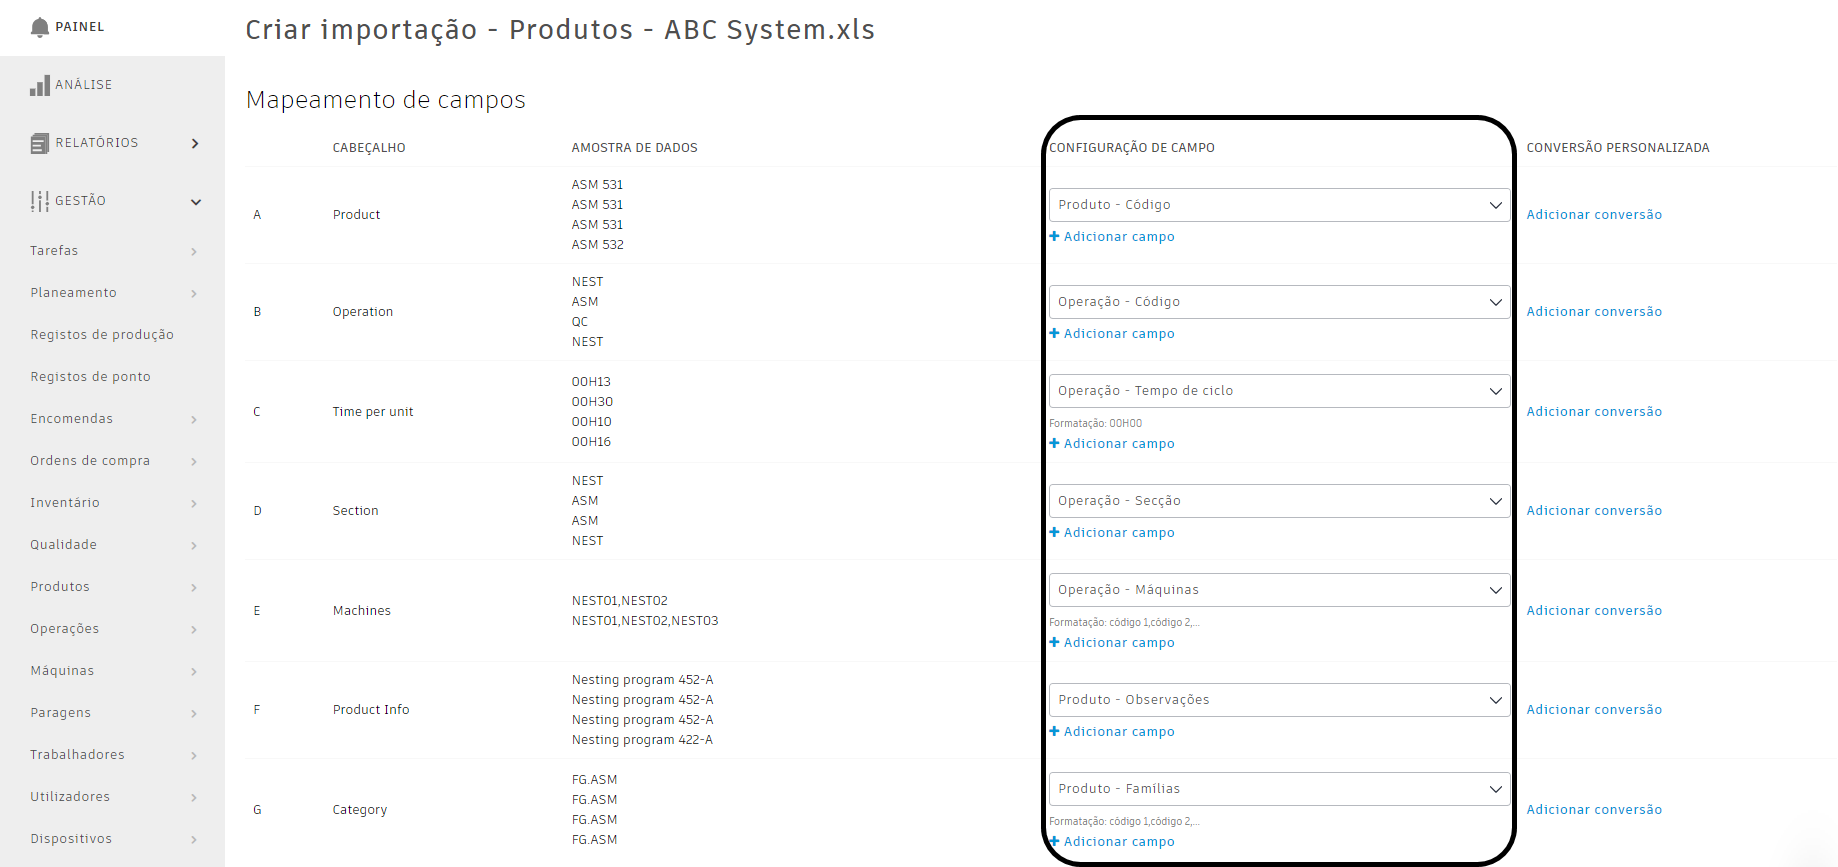 PAINEL
ANÁLISE
RELATÓRIOS
GESTÃO
Tarefas
Planeamento
Registos de produção
Registos de ponto
Encomendas
Ordens de compra
Inventário
Qualidade
Produtos
Operações
Máquinas
Paragens
Trabalhadores
Utilizadores
Dispositivos
Criar importação - Produtos - ABC System.xls
Mapeamento de campos
CABEÇALHO AMOSTRA DE DADOS CONFIGURAÇÃO DE CAMPO CONVERSÃO PERSONALIZADA
A Product
ASM 531
ASM 531
ASM 531
ASM 532
Produto - Código
Adicionar campo
Adicionar conversão
B Operation
NEST
ASM
QC
NEST
Operação - Código
Adicionar campo
Adicionar conversão
C Time per unit
00H13
00H30
00H10
00H16
Operação - Tempo de ciclo
Formatação: 00H00
Adicionar campo
Adicionar conversão
D Section
NEST
ASM
ASM
NEST
Operação - Secção
Adicionar campo
Adicionar conversão
E Machines
NEST01,NEST02
NEST01,NEST02,NEST03
Operação - Máquinas
Formatação: código 1,código 2,...
Adicionar campo
Adicionar conversão
F Product Info
Nesting program 452-A
Nesting program 452-A
Nesting program 452-A
Nesting program 422-A
Produto - Observações
Adicionar campo
Adicionar conversão
G Category
FG.ASM
FG.ASM
FG.ASM
FG.ASM
Produto - Famílias
Formatação: código 1,código 2,...
Adicionar campo
Adicionar conversão